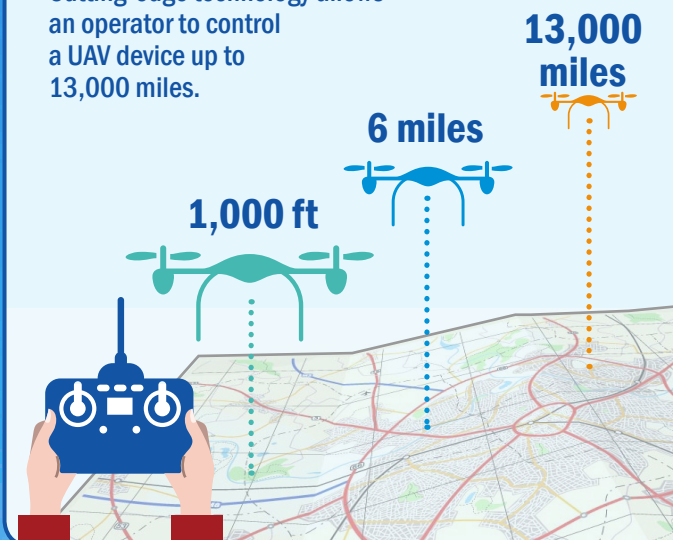 an operator to control
a UAV device up to
13,000 miles.
13,000
miles
6 miles
1,000 ft